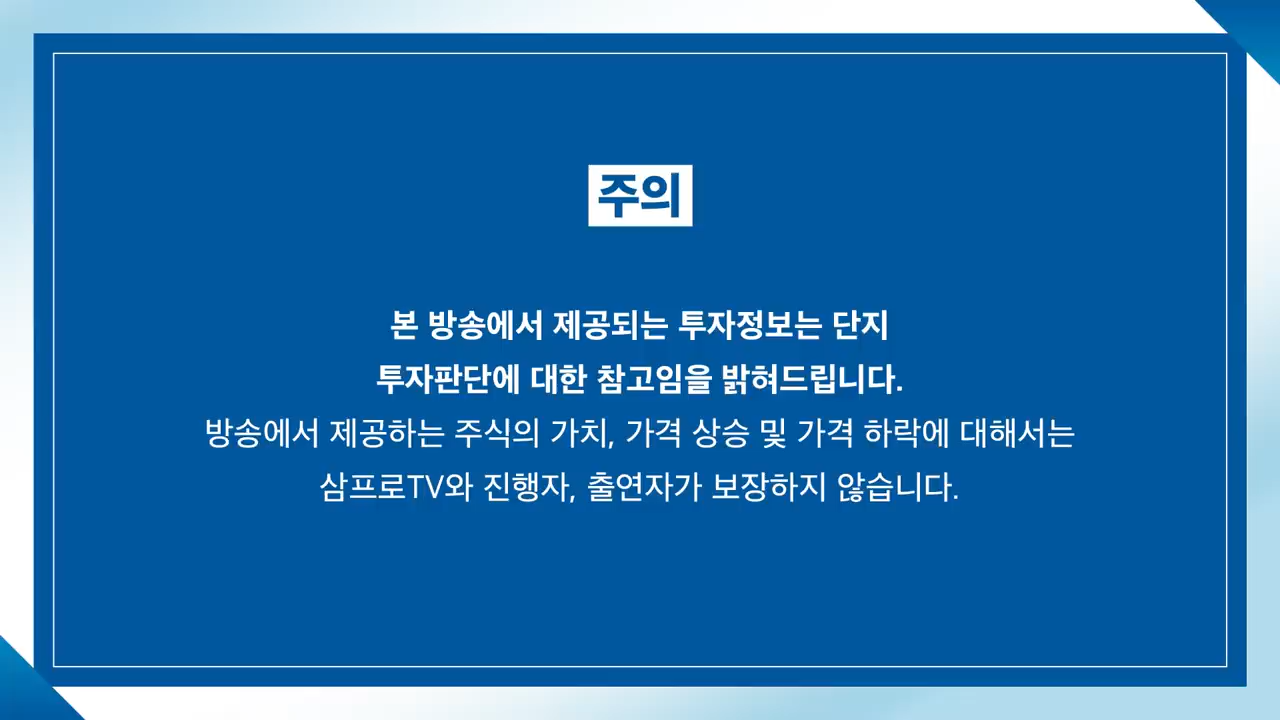 주의
본 방송에서 제공되는 투자정보는 단지
투자판단에 대한 참고임을 밝혀드립니다.
방송에서 제공하는 주식의 가치, 가격 상승 및 가격 하락에 대해서는
삼프로TV와 진행자, 출연자가 보장하지 않습니다.